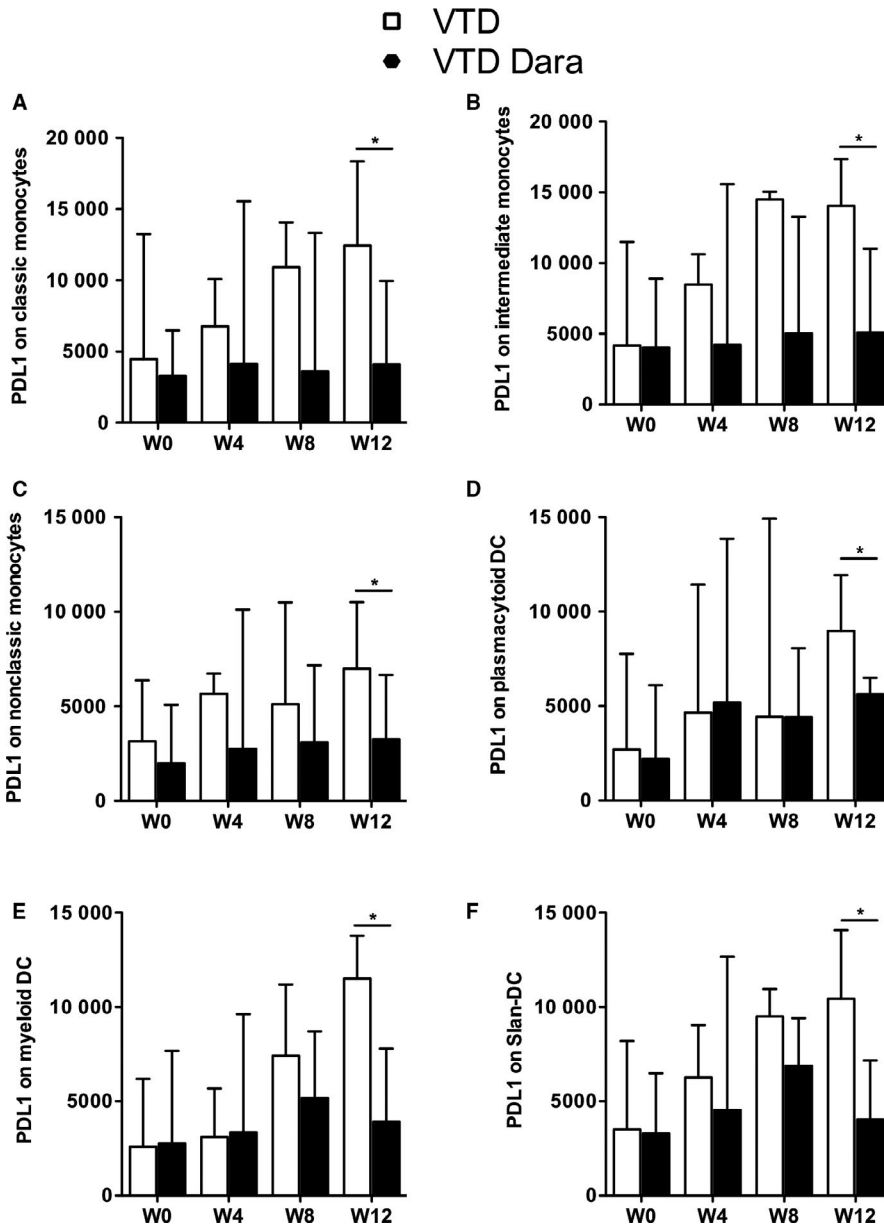 VTD
VTD Dara
A
PDL1 on classic monocytes
20 000
15 000
10 000
5000
0
*
W0 W4 W8 W12
B
PDL1 on intermediate monocytes
20 000
15 000
10 000
5000
0
*
W0 W4 W8 W12
C
PDL1 on nonclassic monocytes
15 000
10 000
5000
0
*
W0 W4 W8 W12
D
PDL1 on plasmacytoid DC
15 000
10 000
5000
0
*
W0 W4 W8 W12
E
PDL1 on myeloid DC
15 000
10 000
5000
0
*
W0 W4 W8 W12
F
PDL1 on Slan-DC
15 000
10 000
5000
0
*
W0 W4 W8 W12